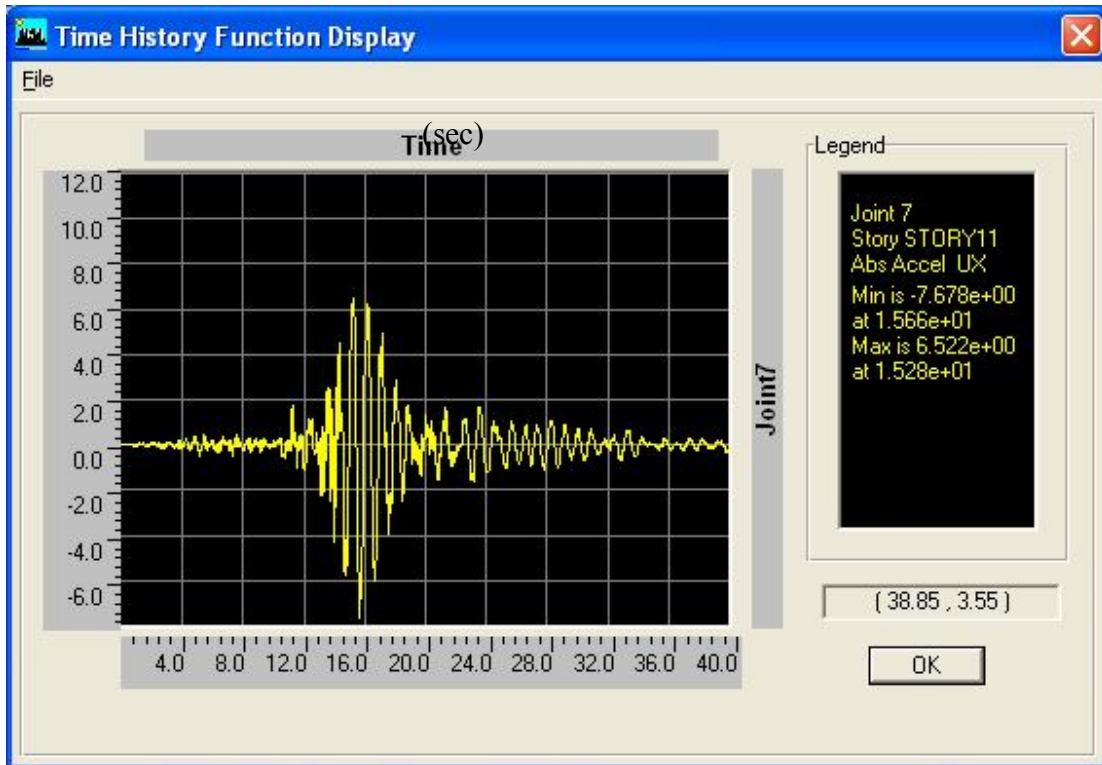 Time History Function Display
File
(sec)
Time
12.0
10.0
8.0
6.0
4.0
2.0
0.0
-2.0
-4.0
-6.0
4.0 8.0 12.0 16.0 20.0 24.0 28.0 32.0 36.0 40.0
Joint7
Legend
Joint 7
Story STORY11
Abs Accel UX
Min is -7.678e+00
at 1.566e+01
Max is 6.522e+00
at 1.528e+01
( 38.85 , 3.55 )
OK